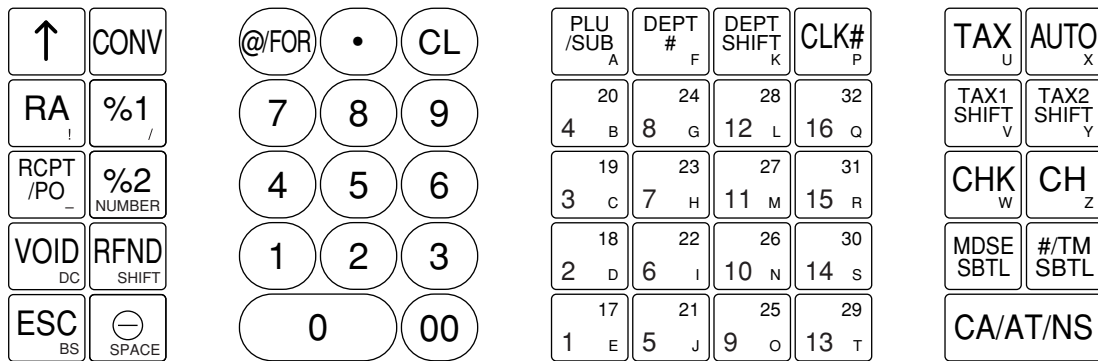 ↑ CONV @/FOR • CL PLU DEPT DEPT CLK# TAX AUTO
/SUB # SHIFT
A F K P U X
RA %1 7 8 9 20 24 28 32 TAX1 TAX2
! / 4 B 8 G 12 L 16 Q SHIFT SHIFT
V Y
RCPT %2 4 5 6 19 23 27 31 CHK CH
/PO _ NUMBER 3 C 7 H 11 M 15 R W Z
VOID RFND 1 2 3 18 22 26 30 MDSE #/TM
DC SHIFT 2 D 6 I 10 N 14 S SBTL SBTL
ESC ⊖ 0 00 17 21 25 29 CA/AT/NS
BS SPACE 1 E 5 J 9 O 13 T